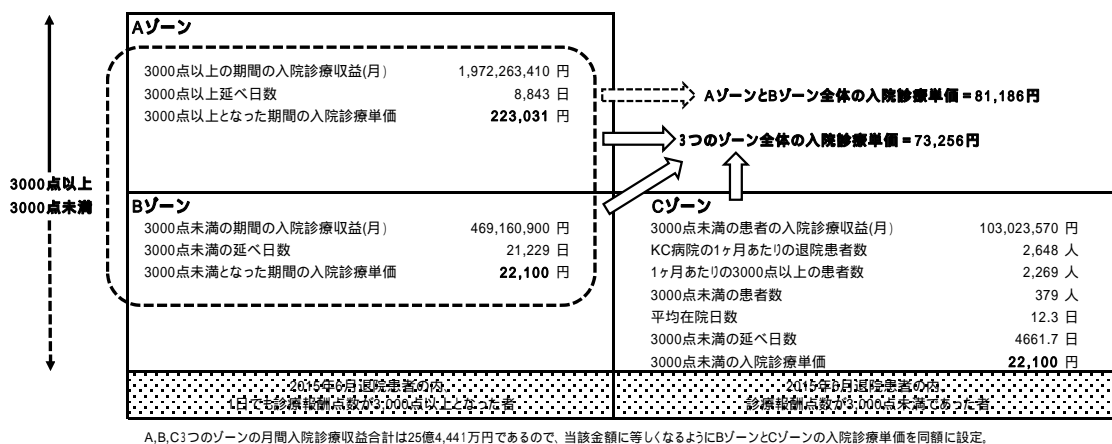 Aゾーン
3000点以上の期間の入院診療収益(月) 1,972,263,410 円
3000点以上延べ日数 8,843 日
3000点以上となった期間の入院診療単価 223,031 円
AゾーンとBゾーン全体の入院診療単価=81,186円
3つのゾーン全体の入院診療単価=73,256円
3000点以上
3000点未満
Bゾーン
3000点未満の期間の入院診療収益(月) 469,160,900 円
3000点未満の延べ日数 21,229 日
3000点未満となった期間の入院診療単価 22,100 円
Cゾーン
3000点未満の患者の入院診療収益(月) 103,023,570 円
KC病院の1ヶ月あたりの退院患者数 2,648 人
1ヶ月あたりの3000点以上の患者数 2,269 人
3000点未満の患者数 379 人
平均在院日数 12.3 日
3000点未満の延べ日数 4661.7 日
3000点未満の入院診療単価 22,100 円
2015年6月退院患者の内、
1日でも診療報酬点数が3,000点以上となった者
2015年6月退院患者の内、
診療報酬点数が3,000点未満であった者
A,B,C3つのゾーンの月間入院診療収益合計は25億4,441万円であるので、当該金額に等しくなるようにBゾーンとCゾーンの入院診療単価を同額に設定。